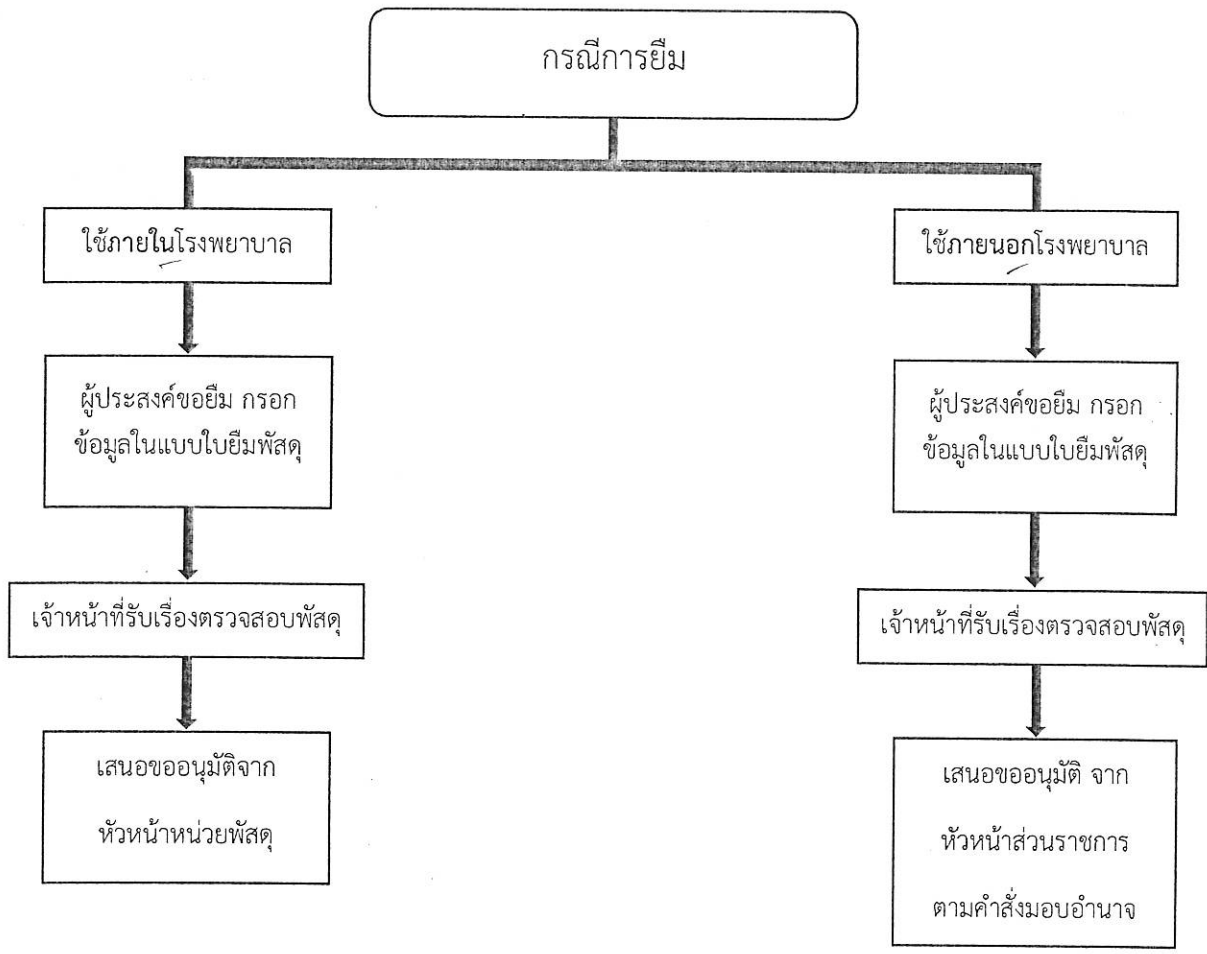 กรณีการยืม
ใช้ภายในโรงพยาบาล
ผู้ประสงค์ขอยืม กรอก
ข้อมูลในแบบใบยืมพัสดุ
เจ้าหน้าที่รับเรื่องตรวจสอบพัสดุ
เสนอขออนุมัติจาก
หัวหน้าหน่วยพัสดุ
ใช้ภายนอกโรงพยาบาล
ผู้ประสงค์ขอยืม กรอก
ข้อมูลในแบบใบยืมพัสดุ
เจ้าหน้าที่รับเรื่องตรวจสอบพัสดุ
เสนอขออนุมัติ จาก
หัวหน้าส่วนราชการ
ตามคำสั่งมอบอำนาจ